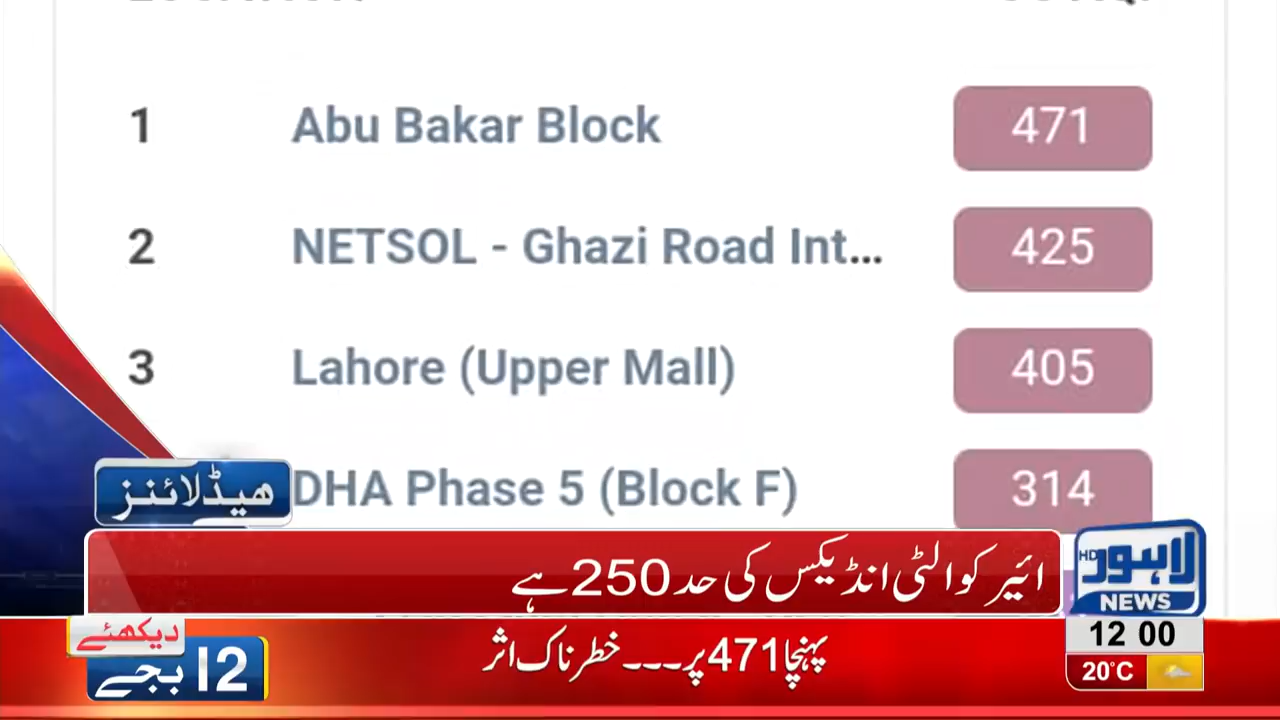 1 Abu Bakar Block 471
2 NETSOL - Ghazi Road Int... 425
3 Lahore (Upper Mall) 405
DHA Phase 5 (Block F) 314
ھیڈلائنز
ائیر کوالٹی انڈیکس کی حد 250 ہے
لاہور HD
NEWS
دیکھئے
12 بجے
پہنچا 471 پر۔۔۔خطرناک اثر
12 00
20°C